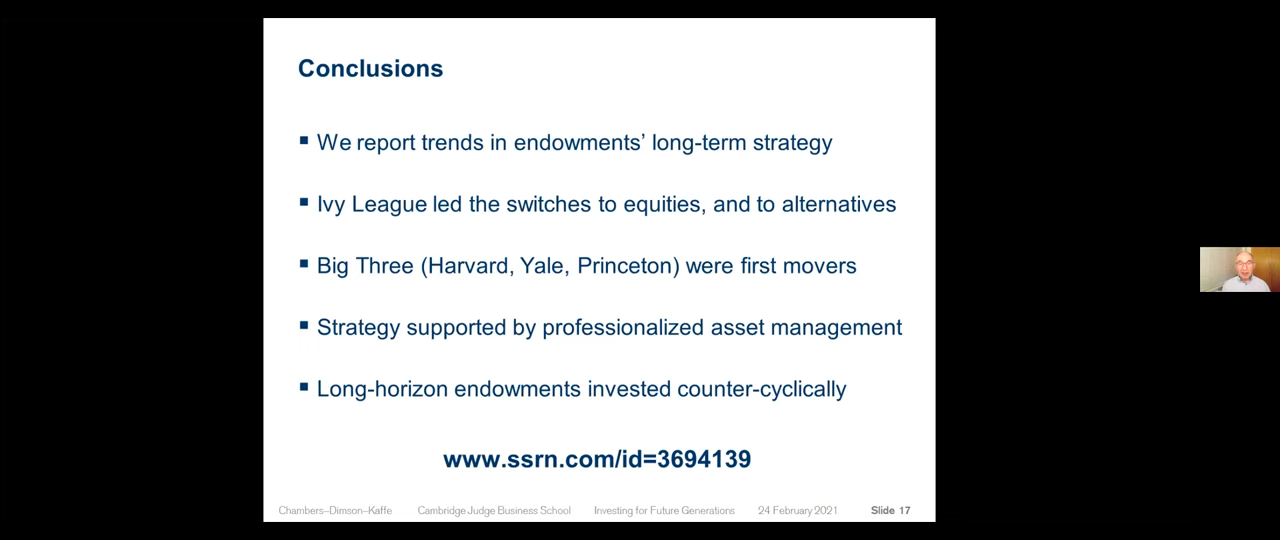 Conclusions
We report trends in endowments’ long-term strategy
Ivy League led the switches to equities, and to alternatives
Big Three (Harvard, Yale, Princeton) were first movers
Strategy supported by professionalized asset management
Long-horizon endowments invested counter-cyclically
www.ssrn.com/id=3694139
Chambers–Dimson–Kaffe Cambridge Judge Business School Investing for Future Generations 24 February 2021 Slide 17